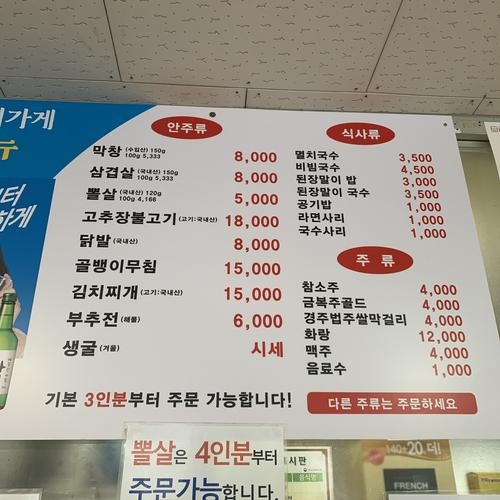 가게
터
하게
안주류
막창 (수입산) 150g 100g 5,333 8,000
삼겹살 (국내산) 150g 100g 5,333 8,000
뽈살 (국내산) 120g 100g 4,166 5,000
고추장불고기 (고기:국내산) 18,000
닭발 (국내산) 8,000
골뱅이무침 15,000
김치찌개 (고기:국내산) 15,000
부추전 (해물) 6,000
생굴 (겨울) 시세
식사류
멸치국수 3,500
비빔국수 4,500
된장말이 밥 3,000
된장말이 국수 3,500
공기밥 1,000
라면사리 1,000
국수사리 1,000
주 류
참소주 4,000
금복주골드 4,000
경주법주쌀막걸리 4,000
화랑 12,000
맥주 4,000
음료수 1,000
기본 3인분부터 주문 가능합니다!
다른 주류는 주문하세요
뽈살은 4인분부터
주문가능합니다.
시판
140+20 더!
FRENCH